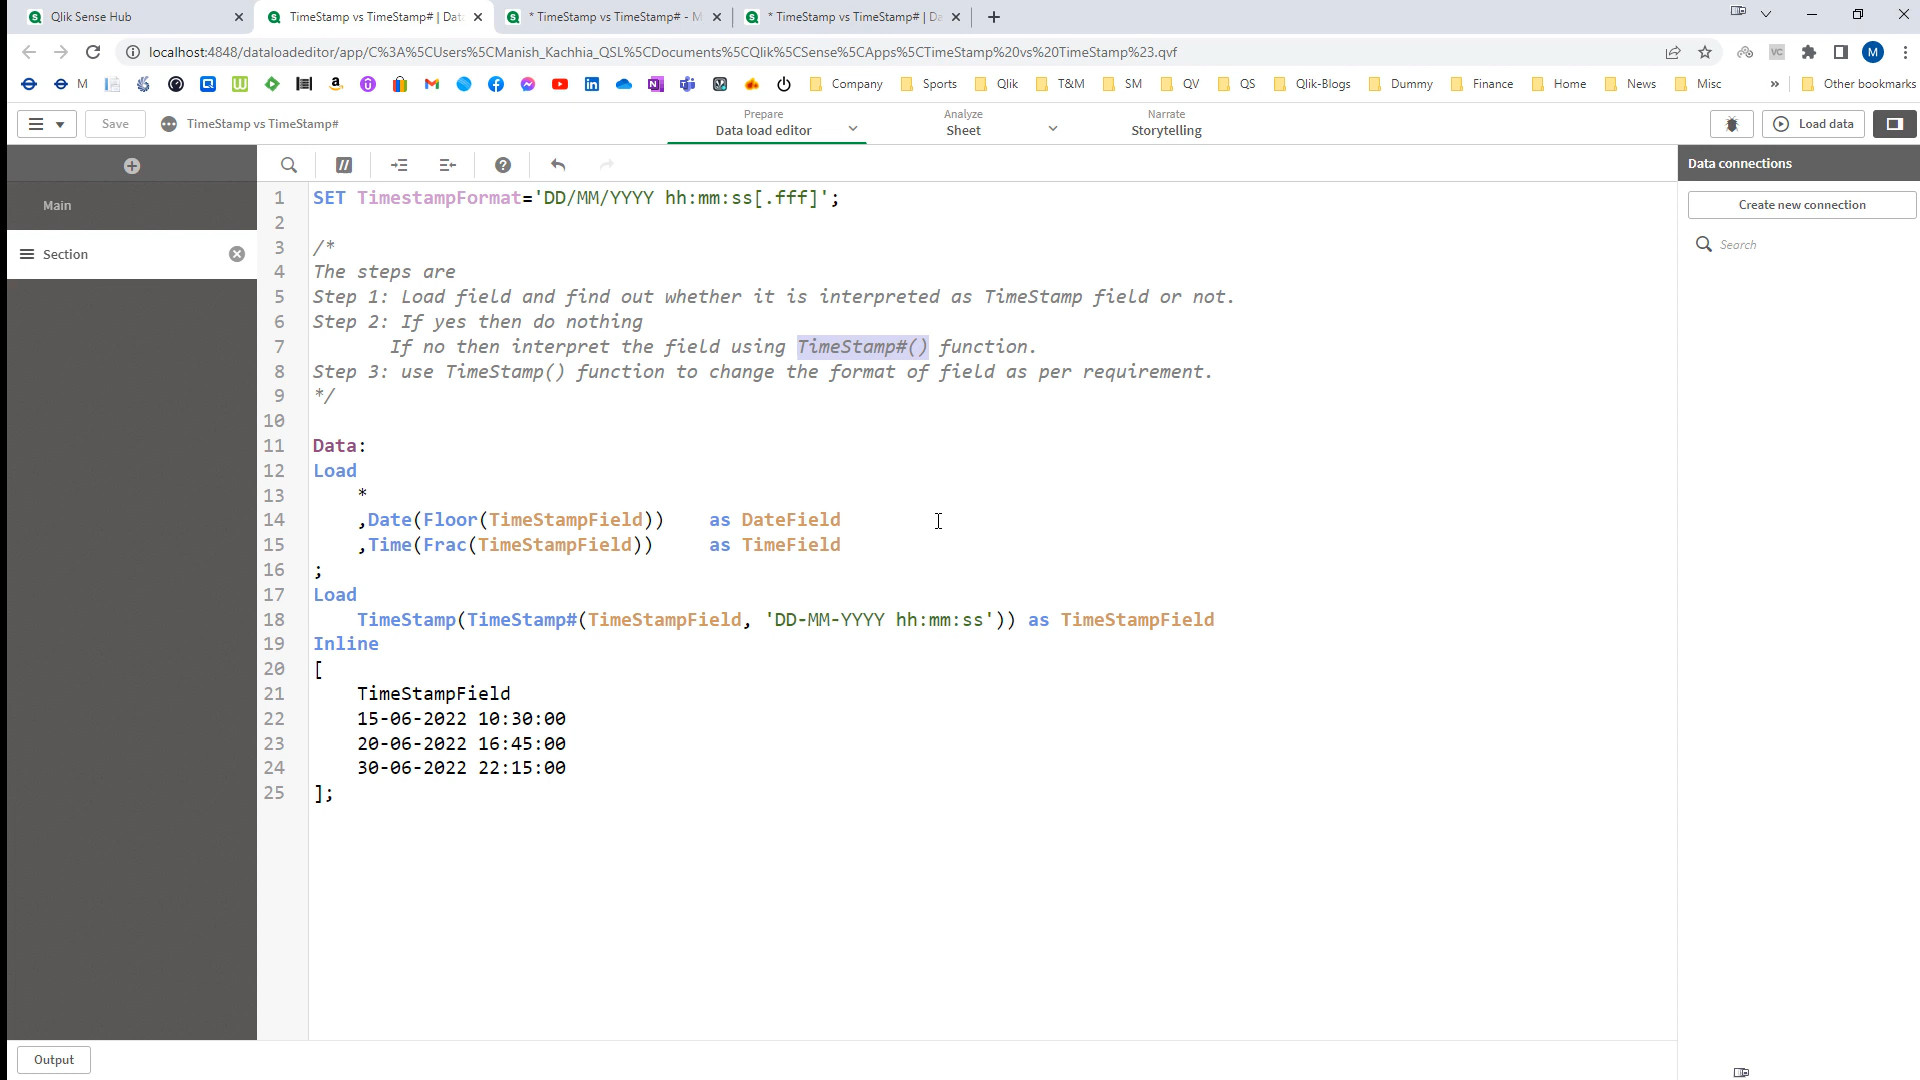 Qlik Sense Hub
TimeStamp vs TimeStamp# | Dat
* TimeStamp vs TimeStamp# - M
* TimeStamp vs TimeStamp# | Da
localhost:4848/dataloadeditor/app/C%3A%5CUsers%5CManish_Kachhia_QSL%5CDocuments%5CQlik%5CSense%5CApps%5CTimeStamp%20vs%20TimeStamp%23.qvf
VC
M
M
Company
Sports
Qlik
T&M
SM
QV
QS
Qlik-Blogs
Dummy
Finance
Home
News
Misc
»
Other bookmarks
Save
TimeStamp vs TimeStamp#
Prepare
Data load editor
Analyze
Sheet
Narrate
Storytelling
Load data
Main
Section
Data connections
Create new connection
Search
1 SET TimestampFormat='DD/MM/YYYY hh:mm:ss[.fff]';
2
3 /*
4 The steps are
5 Step 1: Load field and find out whether it is interpreted as TimeStamp field or not.
6 Step 2: If yes then do nothing
7 If no then interpret the field using TimeStamp#() function.
8 Step 3: use TimeStamp() function to change the format of field as per requirement.
9 */
10
11 Data:
12 Load
13 *
14 ,Date(Floor(TimeStampField)) as DateField
15 ,Time(Frac(TimeStampField)) as TimeField
16 ;
17 Load
18 TimeStamp(TimeStamp#(TimeStampField, 'DD-MM-YYYY hh:mm:ss')) as TimeStampField
19 Inline
20 [
21 TimeStampField
22 15-06-2022 10:30:00
23 20-06-2022 16:45:00
24 30-06-2022 22:15:00
25 ];
Output